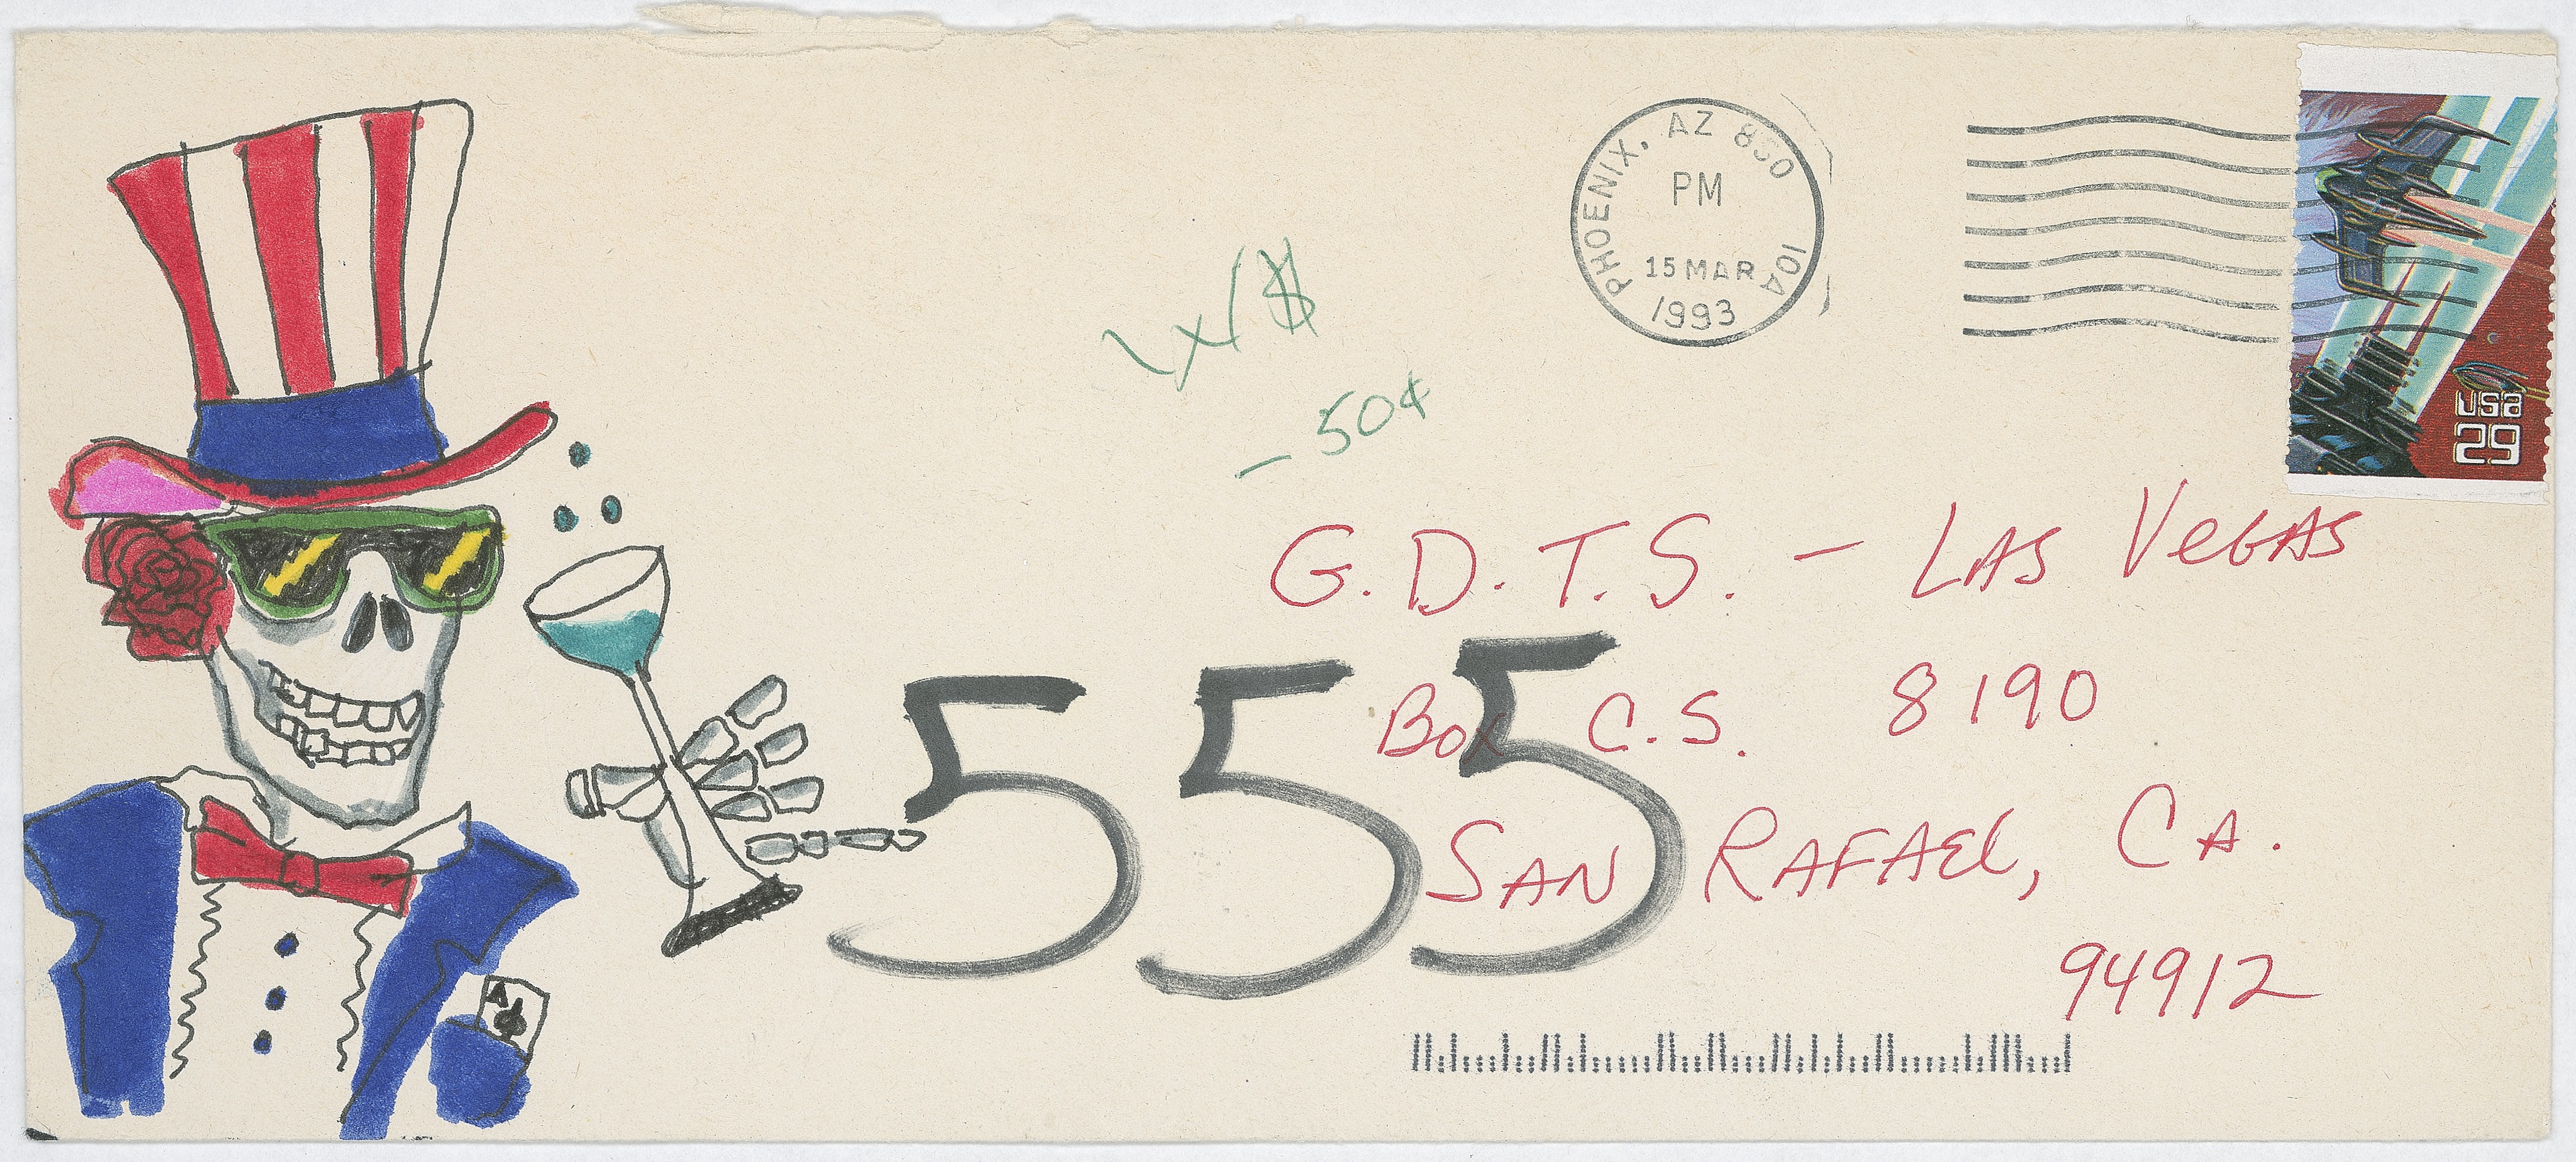 PHOENIX, AZ 850
PM
15 MAR
1993
104
USA
29
W/$
- 50¢
G.D.T.S. - LAS VEGAS
555
BOX C.S. 8190
SAN RAFAEL, CA.
94912
A